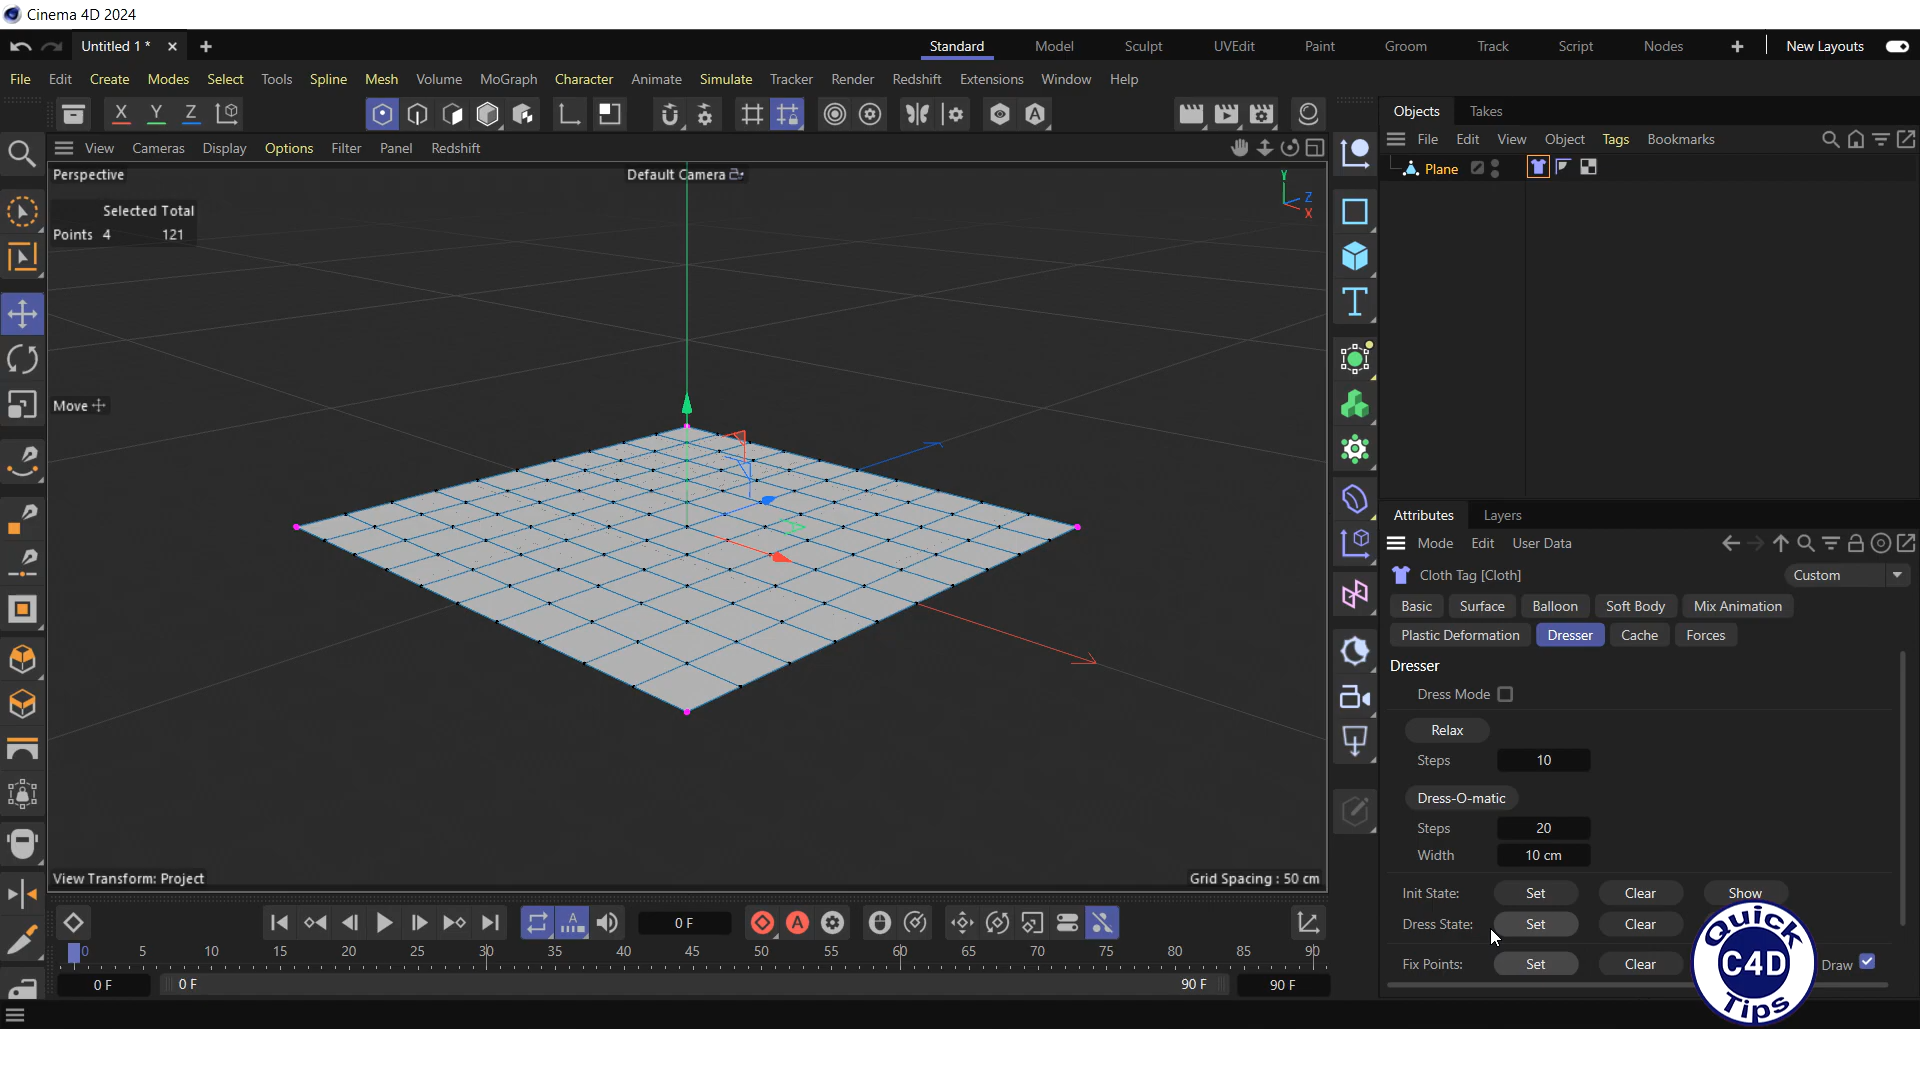 Cinema 4D 2024
Untitled 1 *
Standard Model Sculpt UVEdit Paint Groom Track Script Nodes New Layouts
File Edit Create Modes Select Tools Spline Mesh Volume MoGraph Character Animate Simulate Tracker Render Redshift Extensions Window Help
X Y Z
View Cameras Display Options Filter Panel Redshift
Perspective
Default Camera
Selected Total
Points 4 121
Move
Y
Z
X
View Transform: Project
Grid Spacing : 50 cm
0 F
0 5 10 15 20 25 30 35 40 45 50 55 60 65 70 75 80 85 90
0 F 0 F 90 F 90 F
Objects Takes
File Edit View Object Tags Bookmarks
Plane
Attributes Layers
Mode Edit User Data
Cloth Tag [Cloth] Custom
Basic Surface Balloon Soft Body Mix Animation
Plastic Deformation Dresser Cache Forces
Dresser
Dress Mode
Relax
Steps 10
Dress-O-matic
Steps 20
Width 10 cm
Init State: Set Clear Show
Dress State: Set Clear
Fix Points: Set Clear Draw
Quick
C4D
Tips